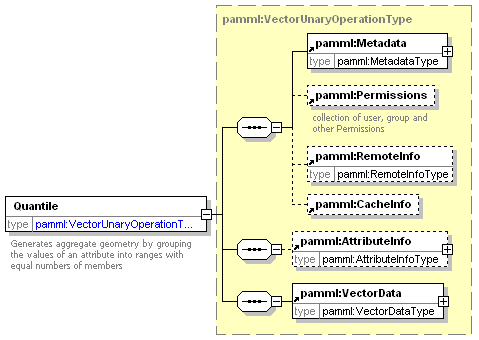 pamml:VectorUnaryOperationType
pamml:Metadata
type pamml:MetadataType
pamml:Permissions
collection of user, group and
other Permissions
pamml:RemoteInfo
type pamml:RemoteInfoType
pamml:CacheInfo
Quantile
type pamml:VectorUnaryOperationT...
Generates aggregate geometry by grouping
the values of an attribute into ranges with
equal numbers of members
pamml:AttributeInfo
type pamml:AttributeInfoType
pamml:VectorData
type pamml:VectorDataType